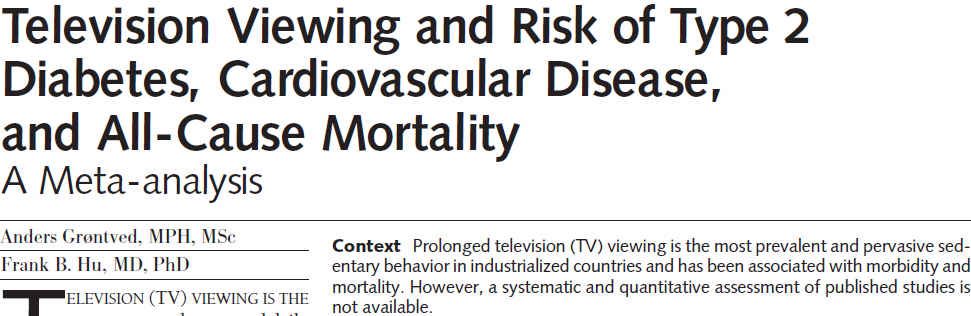 Television Viewing and Risk of Type 2
Diabetes, Cardiovascular Disease,
and All-Cause Mortality
A Meta-analysis
Anders Grøntved, MPH, MSc
Frank B. Hu, MD, PhD
TELEVISION (TV) VIEWING IS THE
Context Prolonged television (TV) viewing is the most prevalent and pervasive sed-
entary behavior in industrialized countries and has been associated with morbidity and
mortality. However, a systematic and quantitative assessment of published studies is
not available.